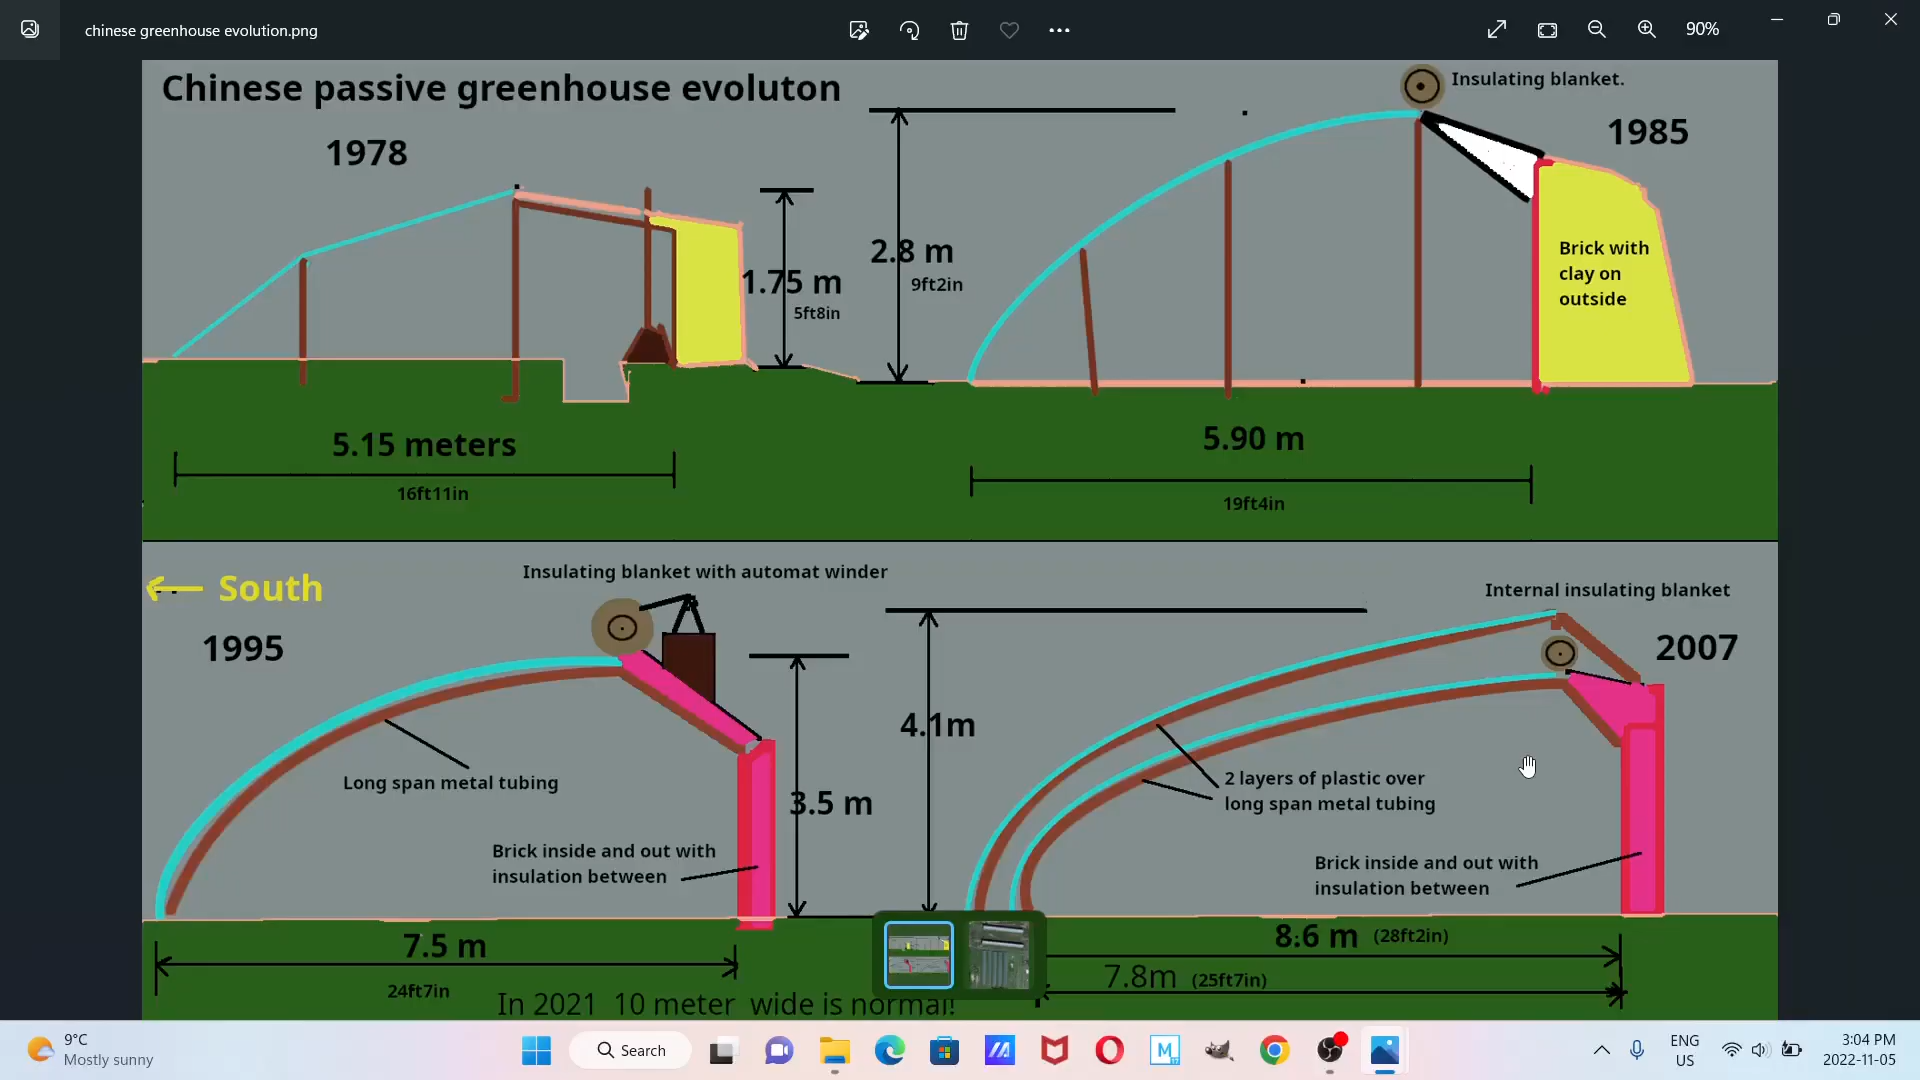 chinese greenhouse evolution.png
90%
Chinese passive greenhouse evoluton
1978
1.75 m
5ft8in
5.15 meters
16ft11in
Insulating blanket.
1985
2.8 m
9ft2in
Brick with
clay on
outside
5.90 m
19ft4in
← South
1995
Insulating blanket with automat winder
Long span metal tubing
3.5 m
Brick inside and out with
insulation between
7.5 m
24ft7in
Internal insulating blanket
2007
4.1m
2 layers of plastic over
long span metal tubing
Brick inside and out with
insulation between
8.6 m (28ft2in)
7.8m (25ft7in)
In 2021 10 meter wide is normal!
9°C
Mostly sunny
Search
M
ENG
US
3:04 PM
2022-11-05